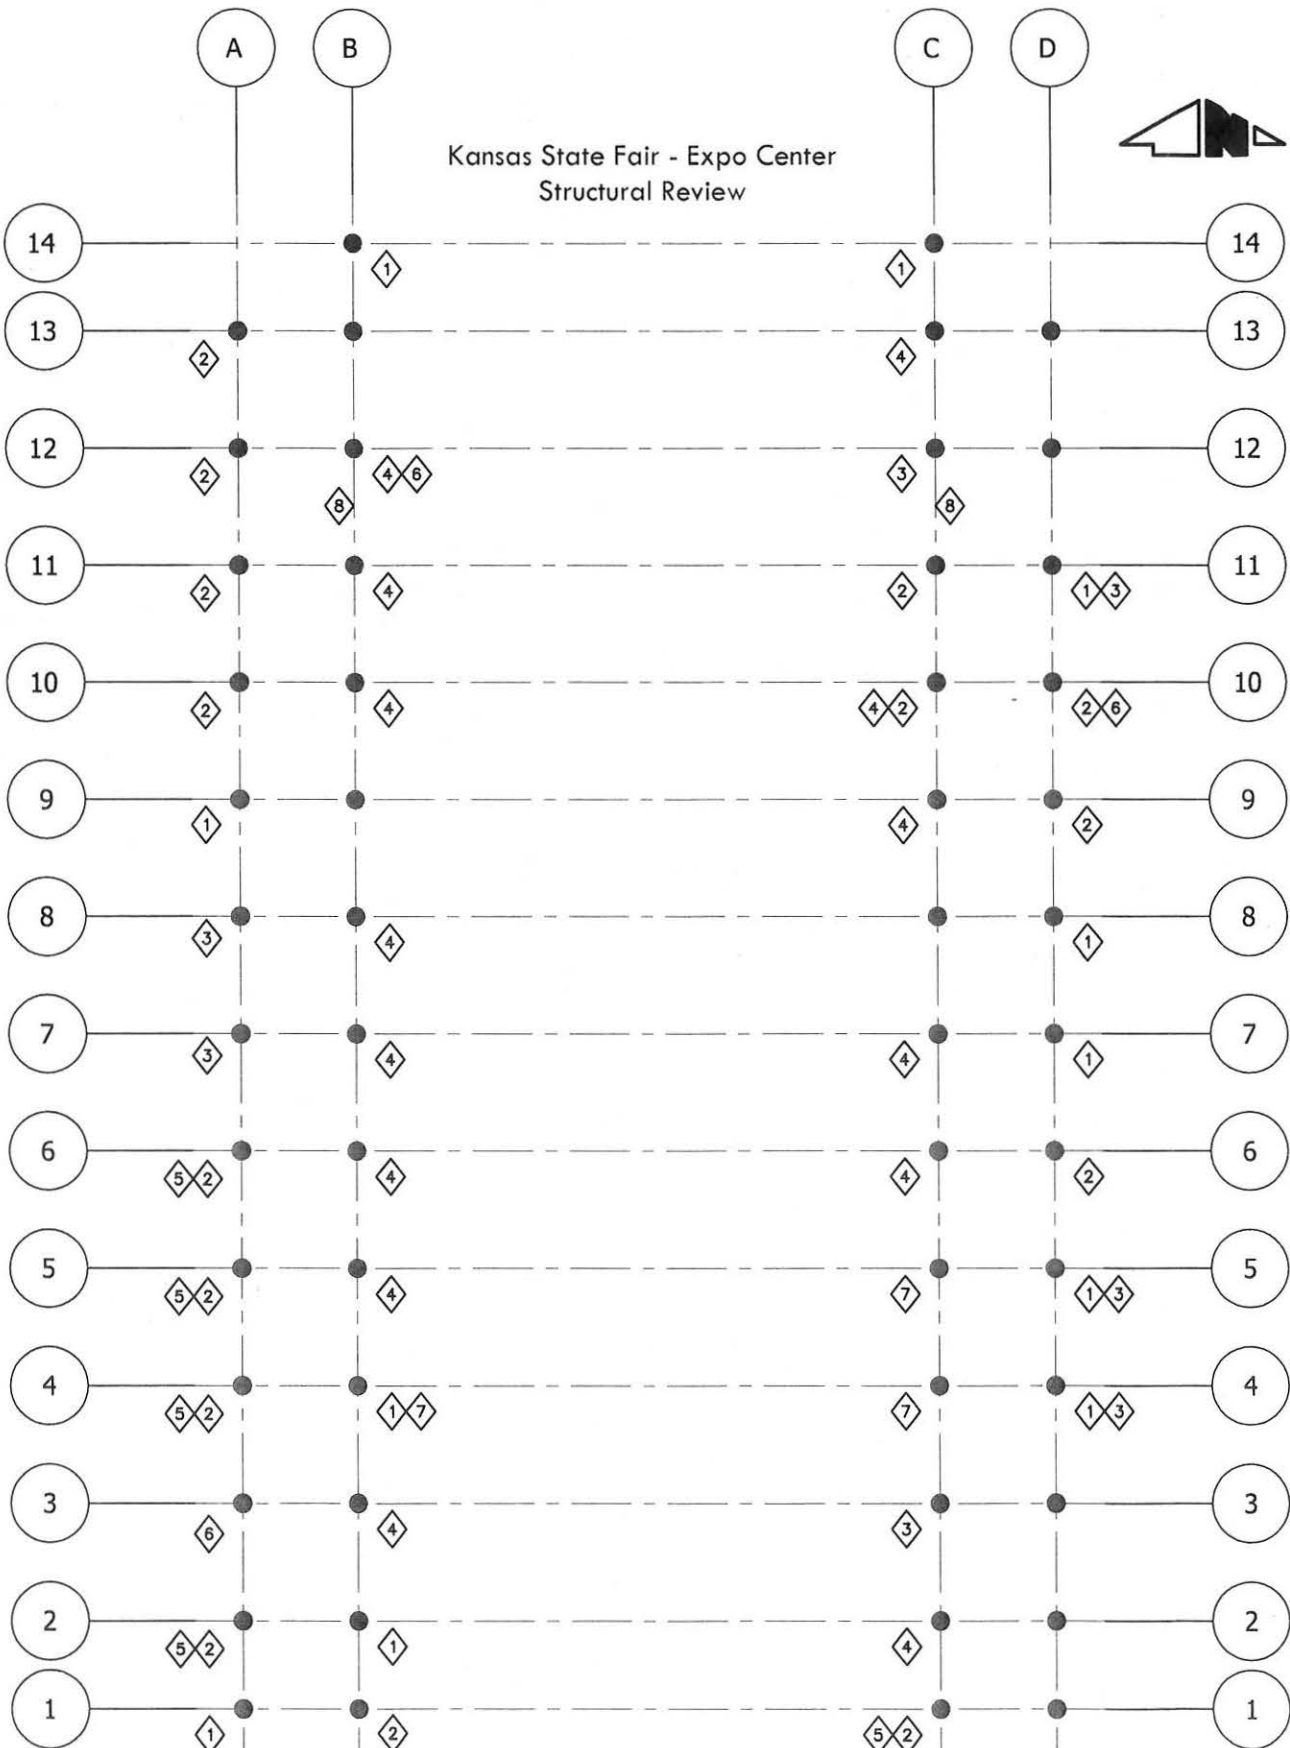 A B C D
N
Kansas State Fair - Expo Center
Structural Review
14 14
1 1
13 13
2 4
12 12
2 4 6 3
8 8
11 11
2 4 2 1 3
10 10
2 4 4 2 2 6
9 9
1 4 2
8 8
3 4 1
7 7
3 4 4 1
6 6
5 2 4 4 2
5 5
5 2 4 7 1 3
4 4
5 2 1 7 7 1 3
3 3
6 4 3
2 2
5 2 1 4
1 1
1 2 5 2